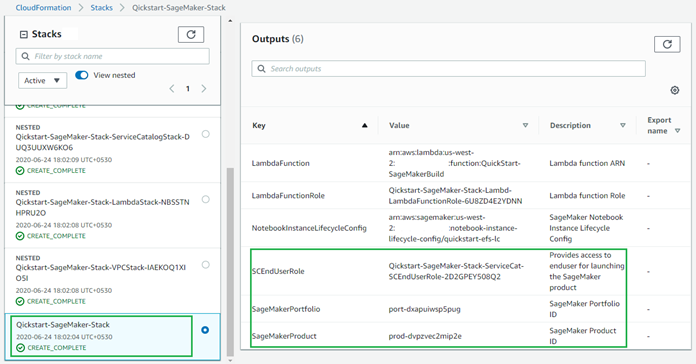 CloudFormation > Stacks > Qickstart-SageMaker-Stack
Stacks
Filter by stack name
Active
View nested
1
CREATE_COMPLETE
NESTED
Qickstart-SageMaker-Stack-ServiceCatalogStack-
DUQ3UUXW6KO6
2020-06-24 18:02:09 UTC+0530
CREATE_COMPLETE
NESTED
Qickstart-SageMaker-Stack-LambdaStack-NBSSTN
HPRU2O
2020-06-24 18:02:08 UTC+0530
CREATE_COMPLETE
NESTED
Qickstart-SageMaker-Stack-VPCStack-IAEKOQ1XI
O5I
2020-06-24 18:02:08 UTC+0530
CREATE_COMPLETE
Qickstart-SageMaker-Stack
2020-06-24 18:02:04 UTC+0530
CREATE_COMPLETE
Outputs (6)
Search outputs
Key
Value
Description
Export
name
LambdaFunction
arn:aws:lambda:us-west-
2: :function:QuickStart-
SageMakerBuild
Lambda function ARN
-
LambdaFunctionRole
Qickstart-SageMaker-Stack-Lambd-
LambdaFunctionRole-6U8ZD4E2YDNN
Lambda function Role
-
NotebookInstanceLifecycleConfig
arn:aws:sagemaker:us-west-
2: :notebook-instance-
lifecycle-config/quickstart-efs-lc
SageMaker Notebook
Instance Lifecycle
Config
-
SCEndUserRole
Qickstart-SageMaker-Stack-ServiceCat-
SCEndUserRole-2D2GPEY508Q2
Provides access to
enduser for launching
the SageMaker
product
-
SageMakerPortfolio
port-dxapuiwsp5pug
SageMaker Portfolio
ID
-
SageMakerProduct
prod-dvpzvec2mip2e
SageMaker Product
ID
-